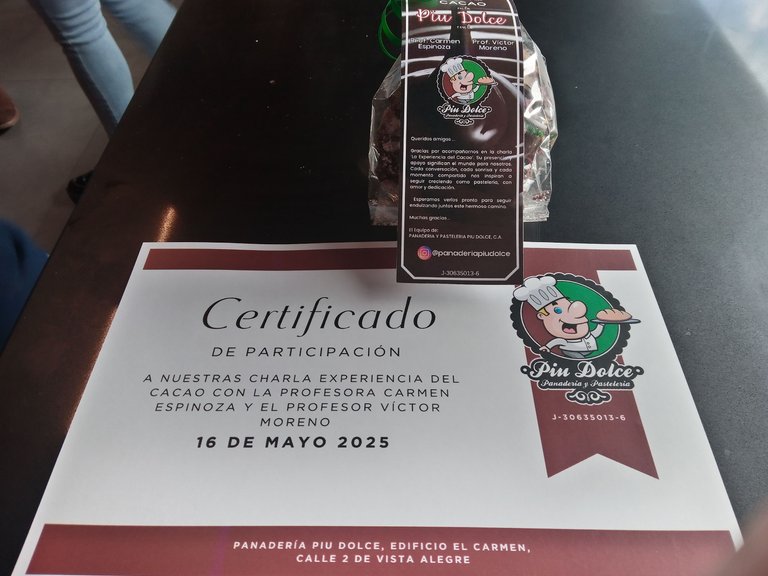 CACAO
Piu Dolce
Prof. Carmen Espinoza
Prof. Víctor Moreno
Piu Dolce
Panadería y Pastelería
Queridos amigos...
Gracias por acompañarnos en la charla
'La Experiencia del Cacao'. Su presencia y
apoyo significan el mundo para nosotros.
Cada conversación, cada sonrisa y cada
momento compartido nos inspiran a
seguir creciendo como pastelería, con
amor y dedicación.
Esperamos verlos pronto para seguir
endulzando juntos este hermoso camino.
Muchas gracias...
El Equipo de:
PANADERIA Y PASTELERIA PIU DOLCE, C.A.
@panaderiapiudolce
J-30635013-6
Certificado
DE PARTICIPACIÓN
A NUESTRAS CHARLA EXPERIENCIA DEL
CACAO CON LA PROFESORA CARMEN
ESPINOZA Y EL PROFESOR VÍCTOR
MORENO
16 DE MAYO 2025
Piu Dolce
Panadería y Pastelería
J-30635013-6
PANADERÍA PIU DOLCE, EDIFICIO EL CARMEN,
CALLE 2 DE VISTA ALEGRE